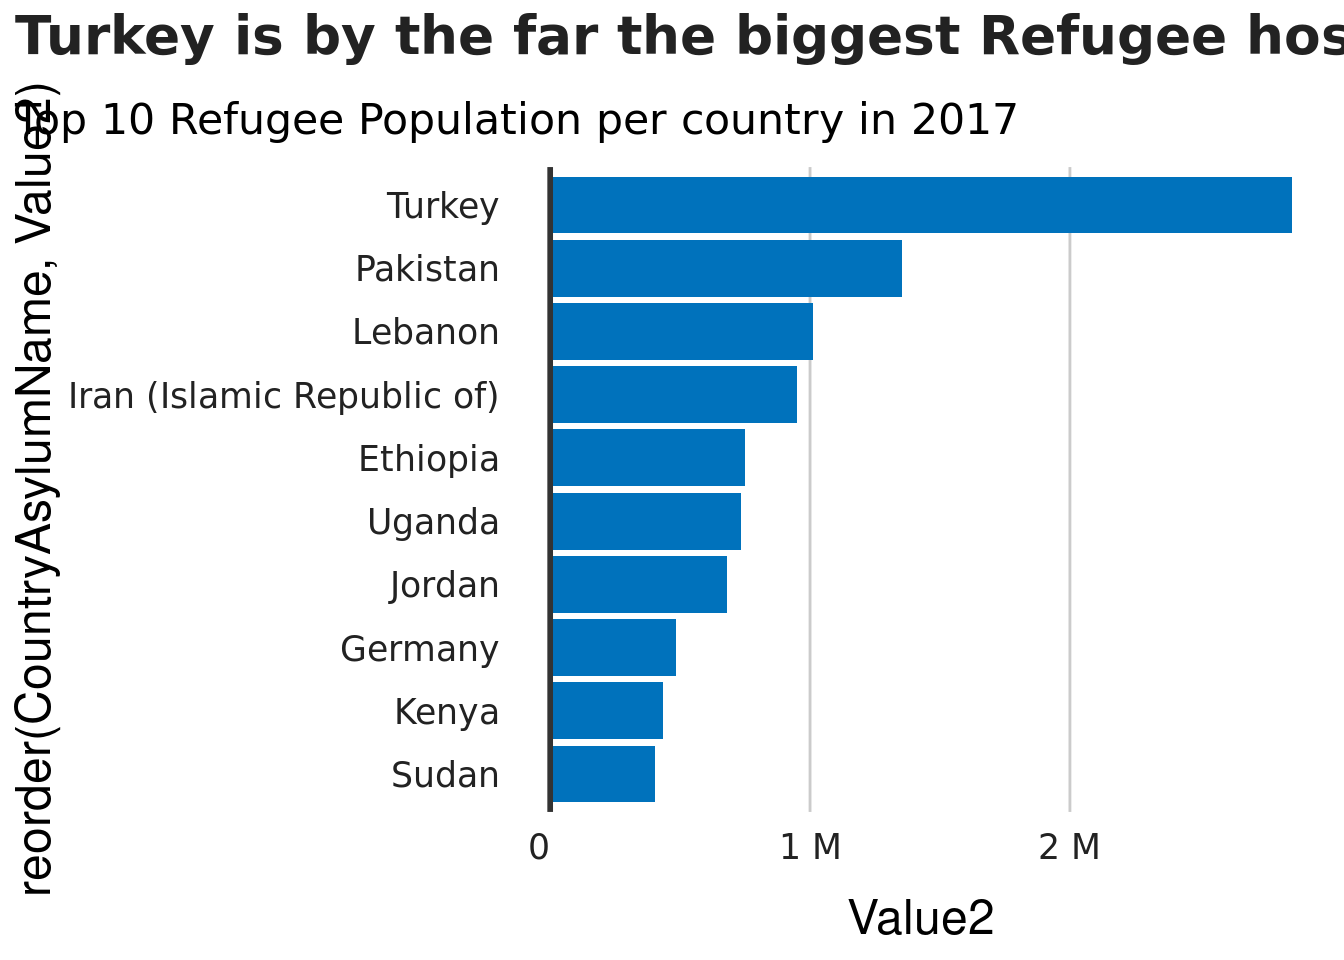 Turkey is by the far the biggest Refugee hos
Top 10 Refugee Population per country in 2017
reorder(CountryAsylumName, Value2)
Turkey
Pakistan
Lebanon
Iran (Islamic Republic of)
Ethiopia
Uganda
Jordan
Germany
Kenya
Sudan
0 1 M 2 M
Value2